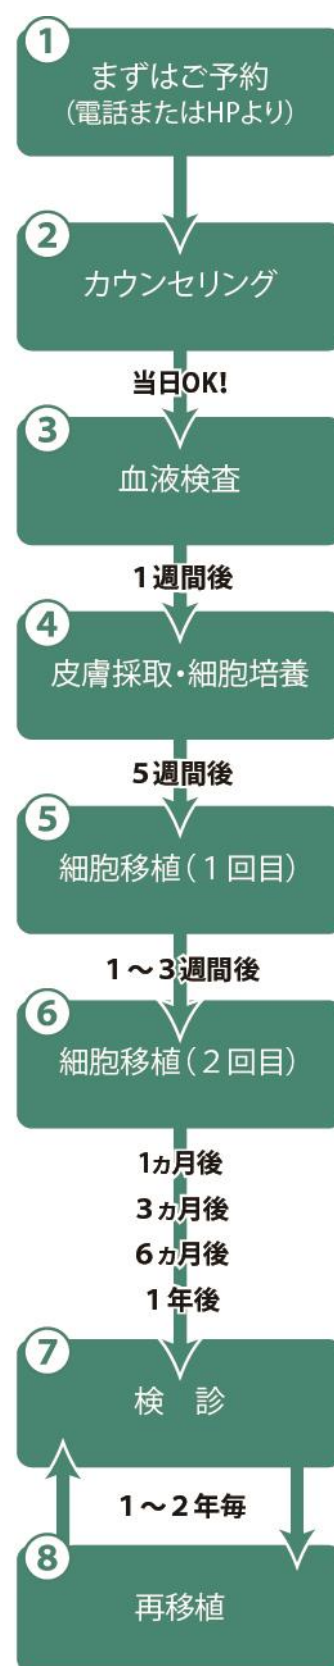 1
まずはご予約
（電話またはHPより）
2
カウンセリング
当日OK!
3
血液検査
1週間後
4
皮膚採取・細胞培養
5週間後
5
細胞移植（1回目）
1～3週間後
6
細胞移植（2回目）
1ヵ月後
3ヵ月後
6ヵ月後
1年後
7
検　診
1～2年毎
8
再移植